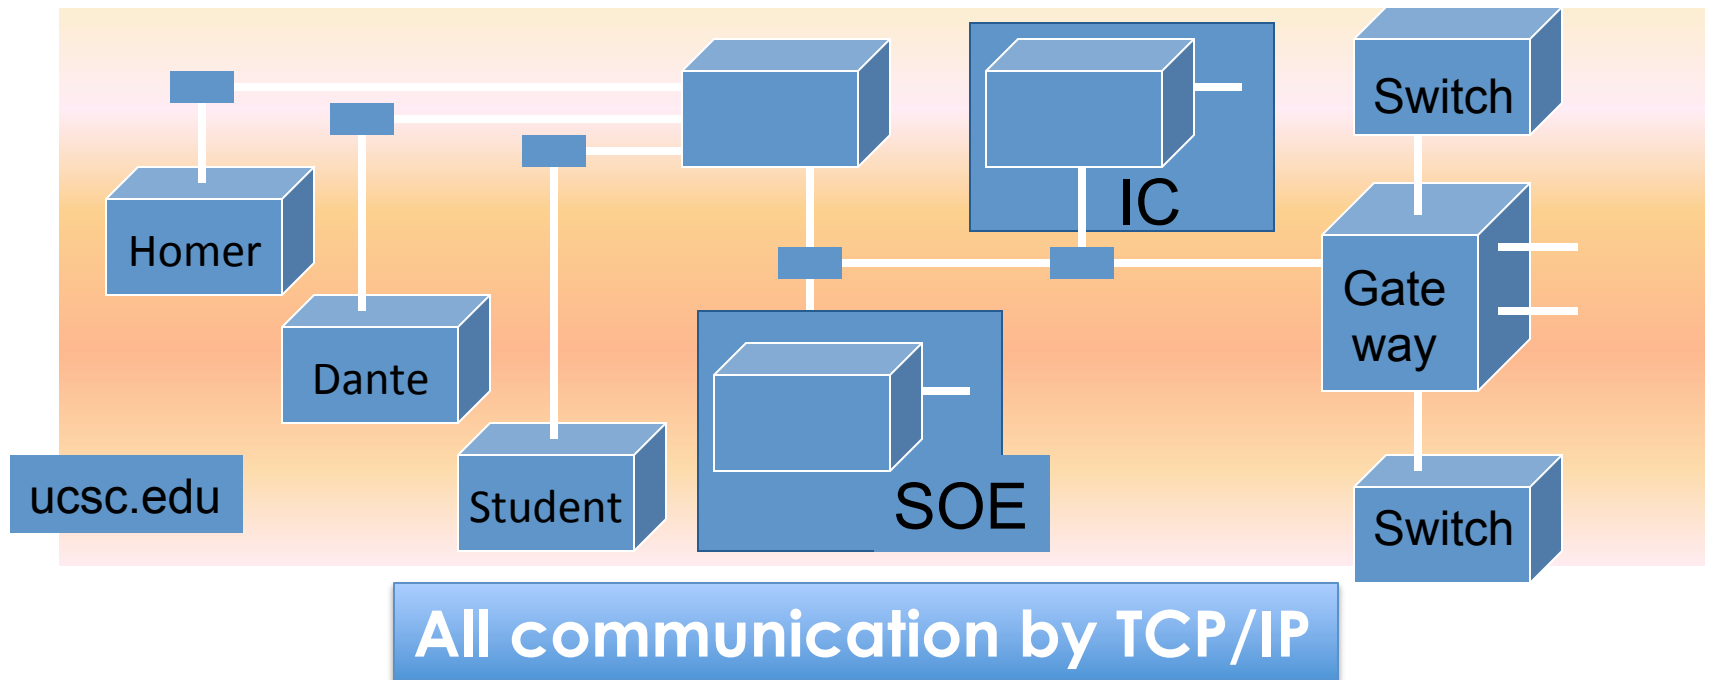 Switch
IC
Homer
Gate
way
Dante
ucsc.edu
Student
SOE
Switch
All communication by TCP/IP